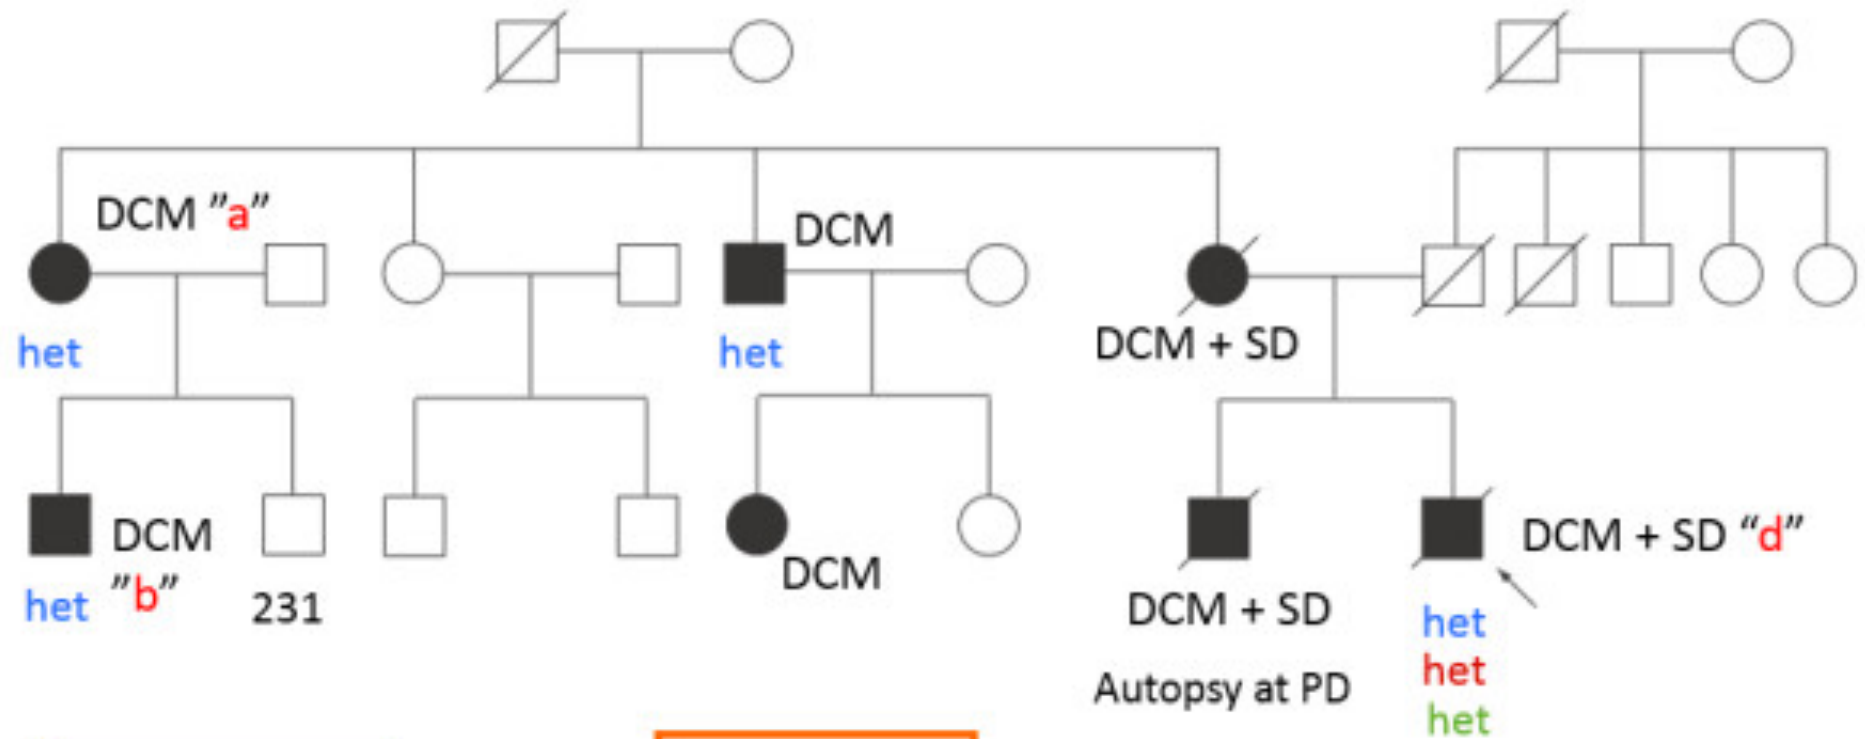 DCM ”a”
DCM
het
het
DCM + SD
DCM
”b”
het
231
DCM
DCM + SD
Autopsy at PD
DCM + SD “d”
het
het
het